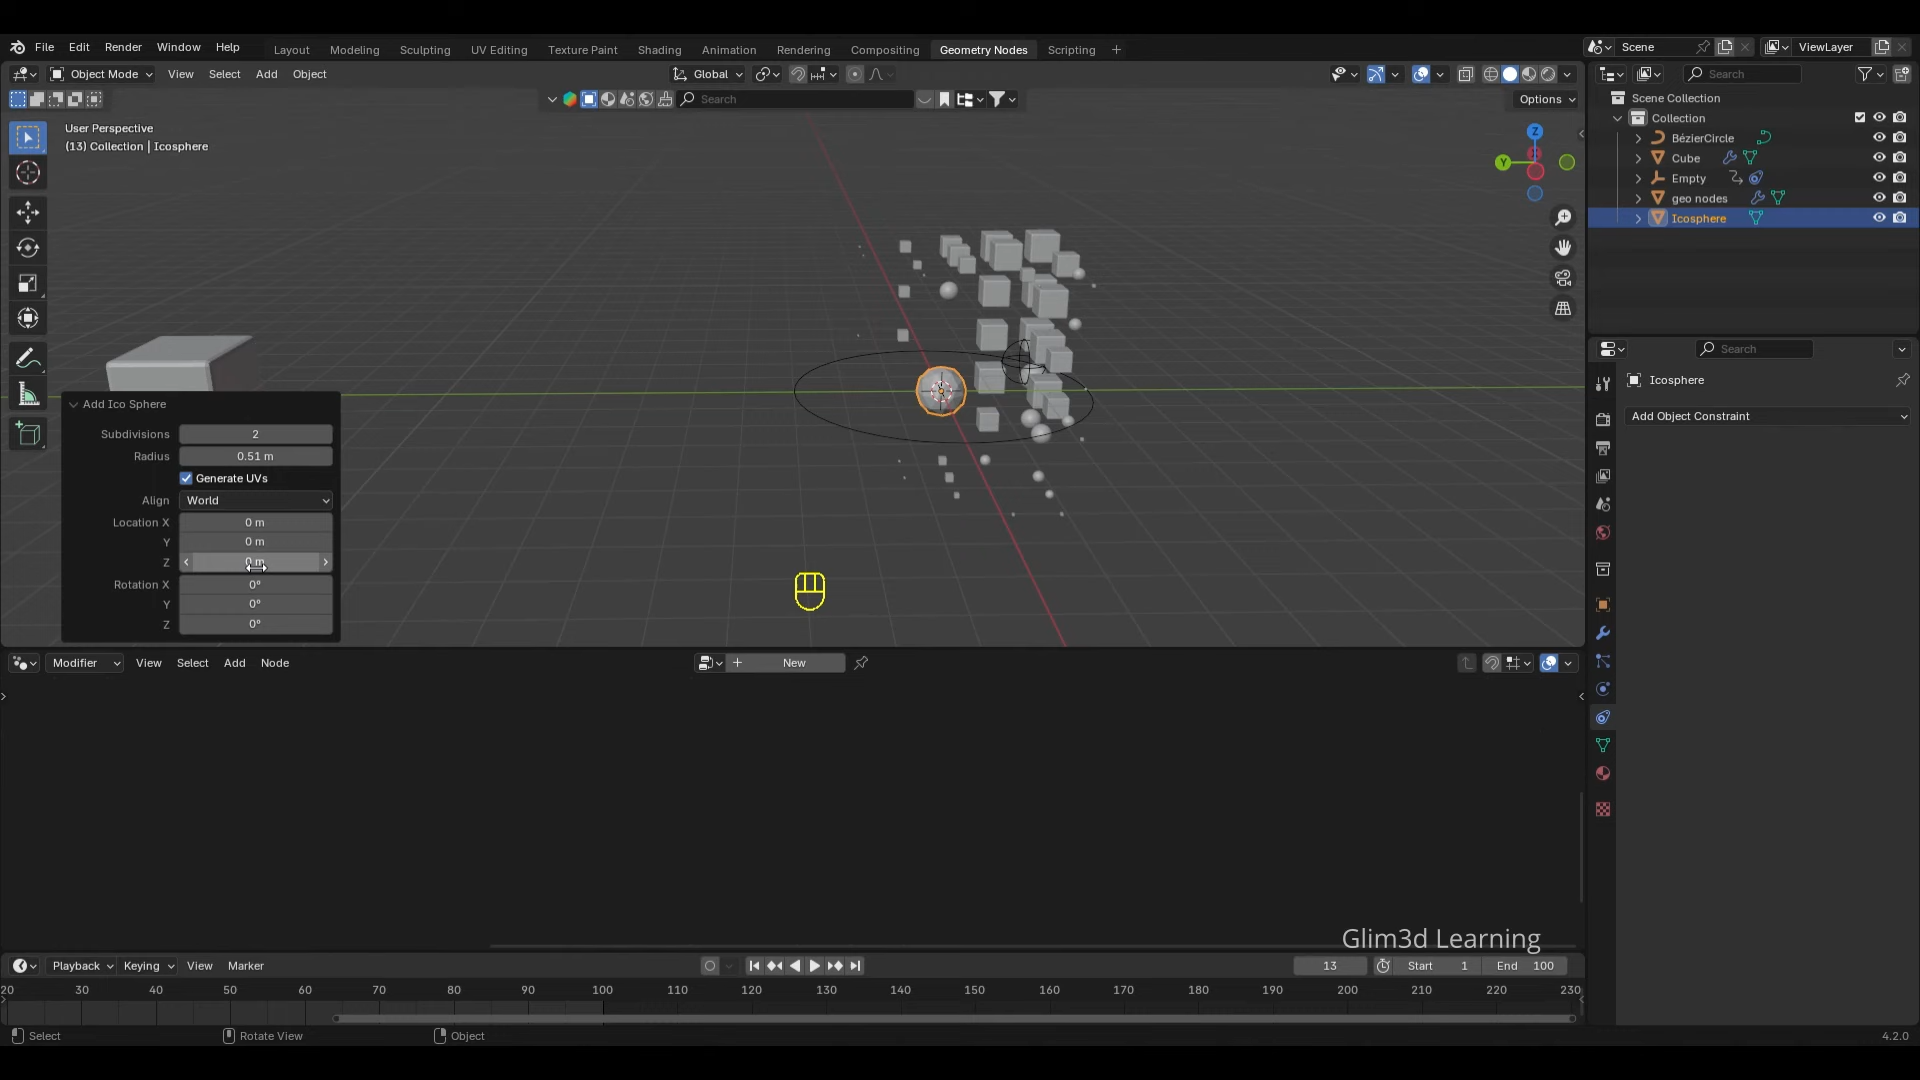 File Edit Render Window Help Layout Modeling Sculpting UV Editing Texture Paint Shading Animation Rendering Compositing Geometry Nodes Scripting + Scene ViewLayer
Object Mode View Select Add Object Global Search
Search Options
User Perspective
(13) Collection | Icosphere
Z
Y
Scene Collection
Collection
BézierCircle
Cube
Empty
geo nodes
Icosphere
Search
Icosphere
Add Object Constraint
Add Ico Sphere
Subdivisions 2
Radius 0.51 m
Generate UVs
Align World
Location X 0 m
Y 0 m
Z 0 m
Rotation X 0°
Y 0°
Z 0°
Modifier View Select Add Node + New
Glim3d Learning
Playback Keying View Marker 13 Start 1 End 100
20 30 40 50 60 70 80 90 100 110 120 130 140 150 160 170 180 190 200 210 220 230
Select Rotate View Object 4.2.0